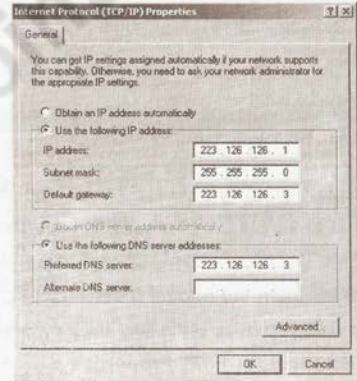 Internet Protocol (TCP/IP) Properties
General
You can get IP settings assigned automatically if your network supports
this capability. Otherwise, you need to ask your network administrator for
the appropriate IP settings.
Obtain an IP address automatically
Use the following IP address:
IP address: 223 . 126 . 126 . 1
Subnet mask: 255 . 255 . 255 . 0
Default gateway: 223 . 126 . 126 . 3
Obtain DNS server address automatically
Use the following DNS server addresses:
Preferred DNS server: 223 . 126 . 126 . 3
Alternate DNS server: . . .
Advanced...
OK Cancel